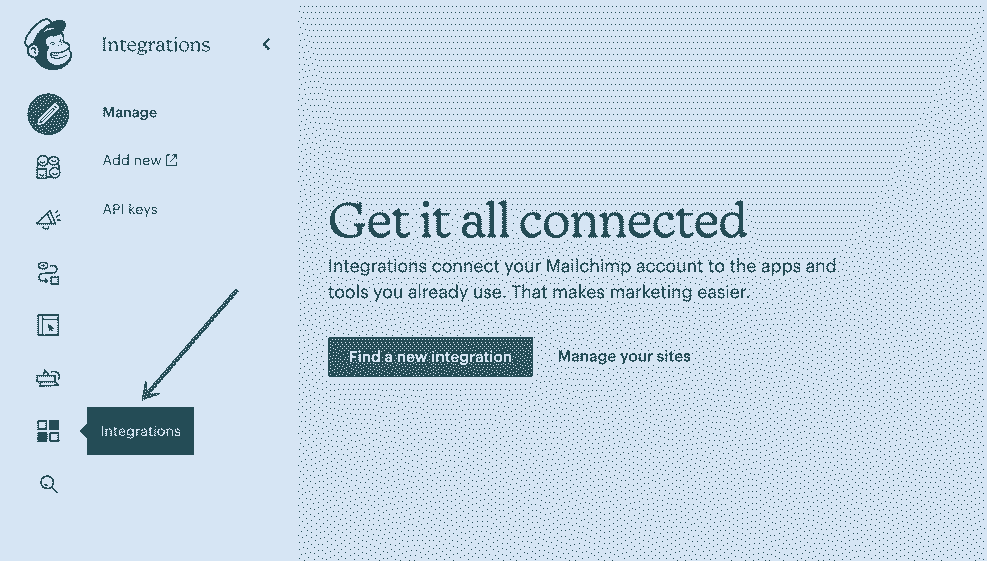 Integrations
Manage
Add new
API keys
Get it all connected
Integrations connect your Mailchimp account to the apps and
tools you already use. That makes marketing easier.
Find a new integration
Manage your sites
Integrations